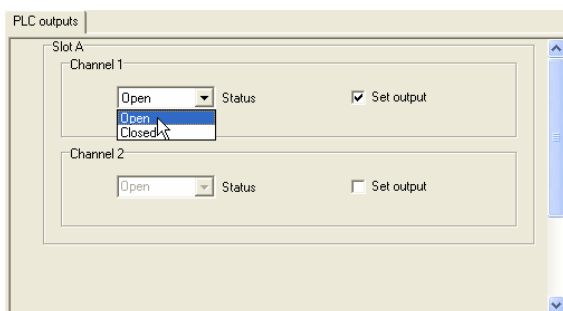 PLC outputs
Slot A
Channel 1
Open Status Set output
Open
Closed
Channel 2
Open Status Set output